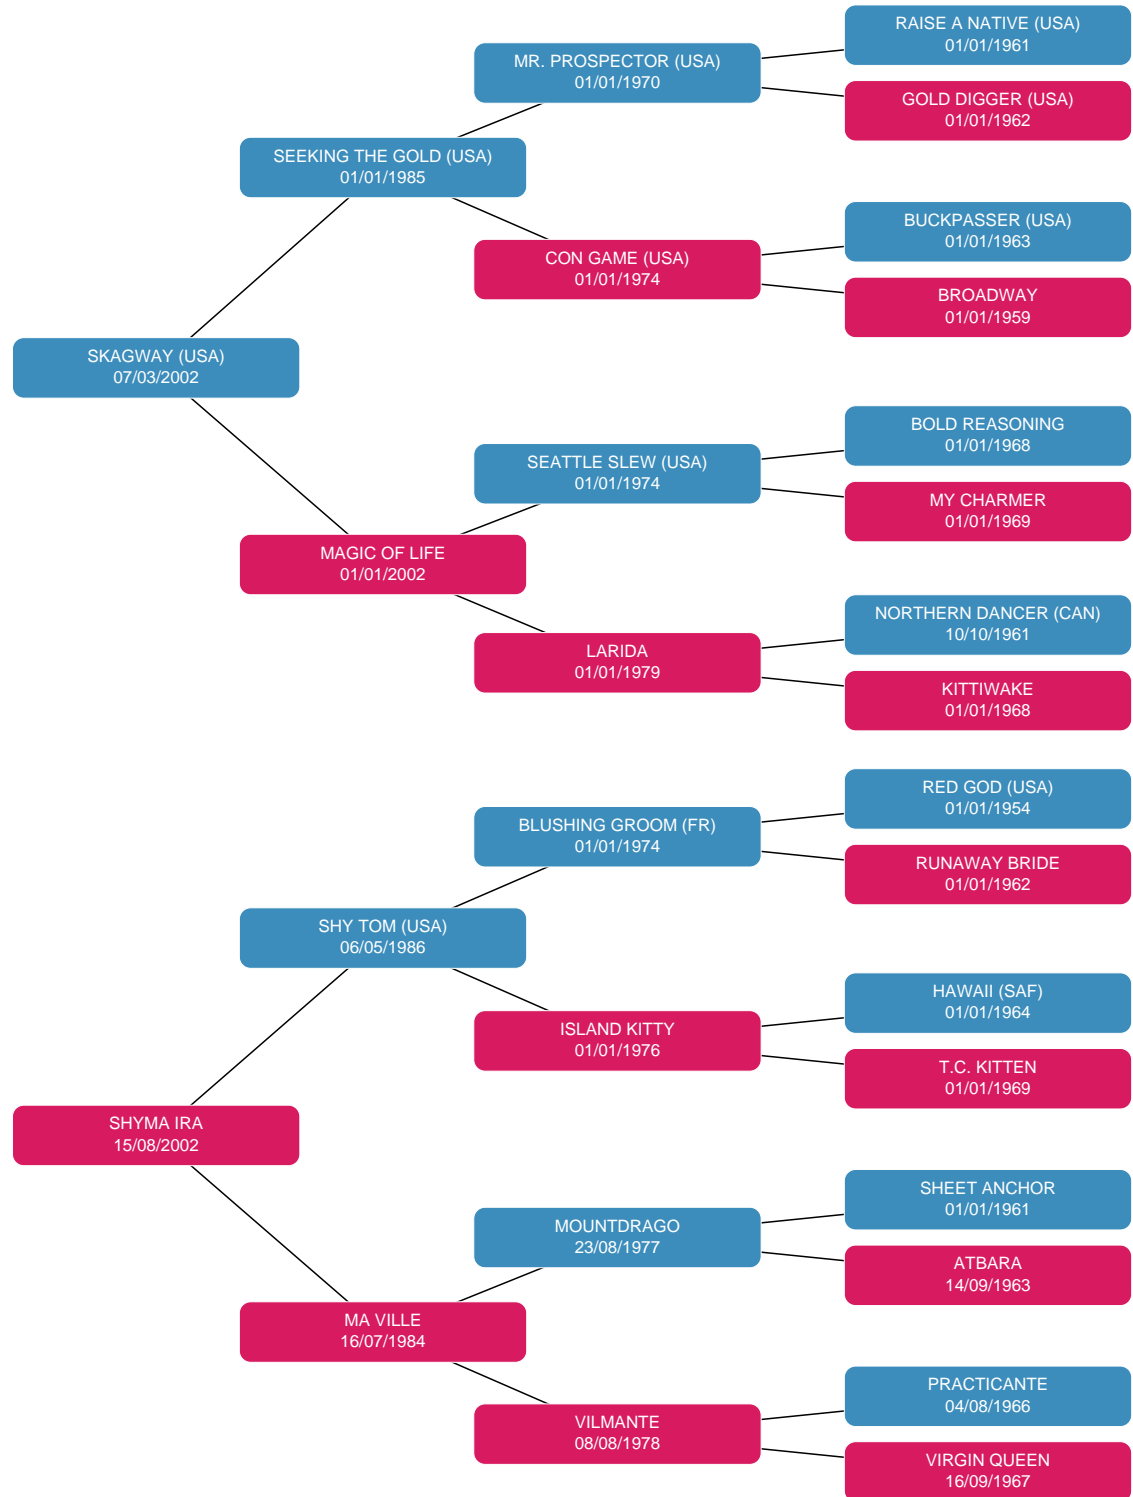 RAISE A NATIVE (USA)
01/01/1961
MR. PROSPECTOR (USA)
01/01/1970
GOLD DIGGER (USA)
01/01/1962
SEEKING THE GOLD (USA)
01/01/1985
BUCKPASSER (USA)
01/01/1963
CON GAME (USA)
01/01/1974
BROADWAY
01/01/1959
SKAGWAY (USA)
07/03/2002
BOLD REASONING
01/01/1968
SEATTLE SLEW (USA)
01/01/1974
MY CHARMER
01/01/1969
MAGIC OF LIFE
01/01/2002
NORTHERN DANCER (CAN)
10/10/1961
LARIDA
01/01/1979
KITTIWAKE
01/01/1968
RED GOD (USA)
01/01/1954
BLUSHING GROOM (FR)
01/01/1974
RUNAWAY BRIDE
01/01/1962
SHY TOM (USA)
06/05/1986
HAWAII (SAF)
01/01/1964
ISLAND KITTY
01/01/1976
T.C. KITTEN
01/01/1969
SHYMA IRA
15/08/2002
SHEET ANCHOR
01/01/1961
MOUNTDRAGO
23/08/1977
ATBARA
14/09/1963
MA VILLE
16/07/1984
PRACTICANTE
04/08/1966
VILMANTE
08/08/1978
VIRGIN QUEEN
16/09/1967